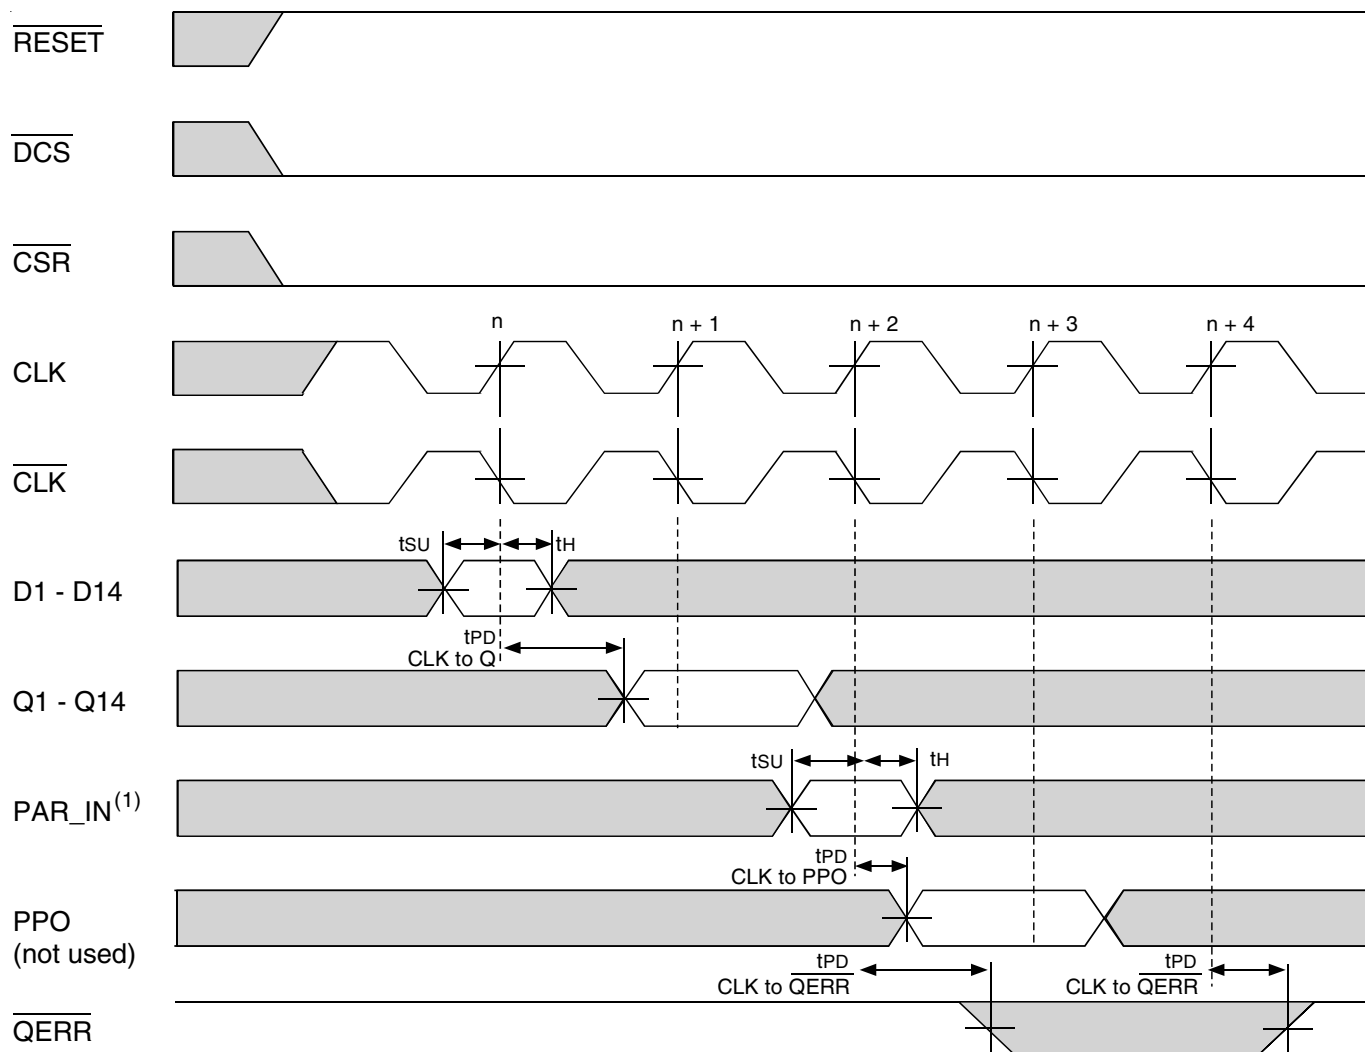 RESET
DCS
CSR
n n + 1 n + 2 n + 3 n + 4
CLK
CLK
tSU tH
D1 - D14
tPD
CLK to Q
Q1 - Q14
tSU tH
PAR_IN(1)
tPD
CLK to PPO
PPO
(not used)
tPD tPD
CLK to QERR CLK to QERR
QERR